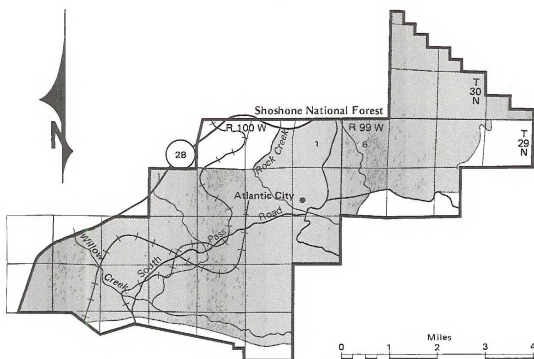 N
T
30
N
Shoshone National Forest
R 100 W
R 99 W
T
29
N
28
Rock Creek
1
6
Atlantic City
South Pass Road
Willow Creek
Miles
0 1 2 3 4